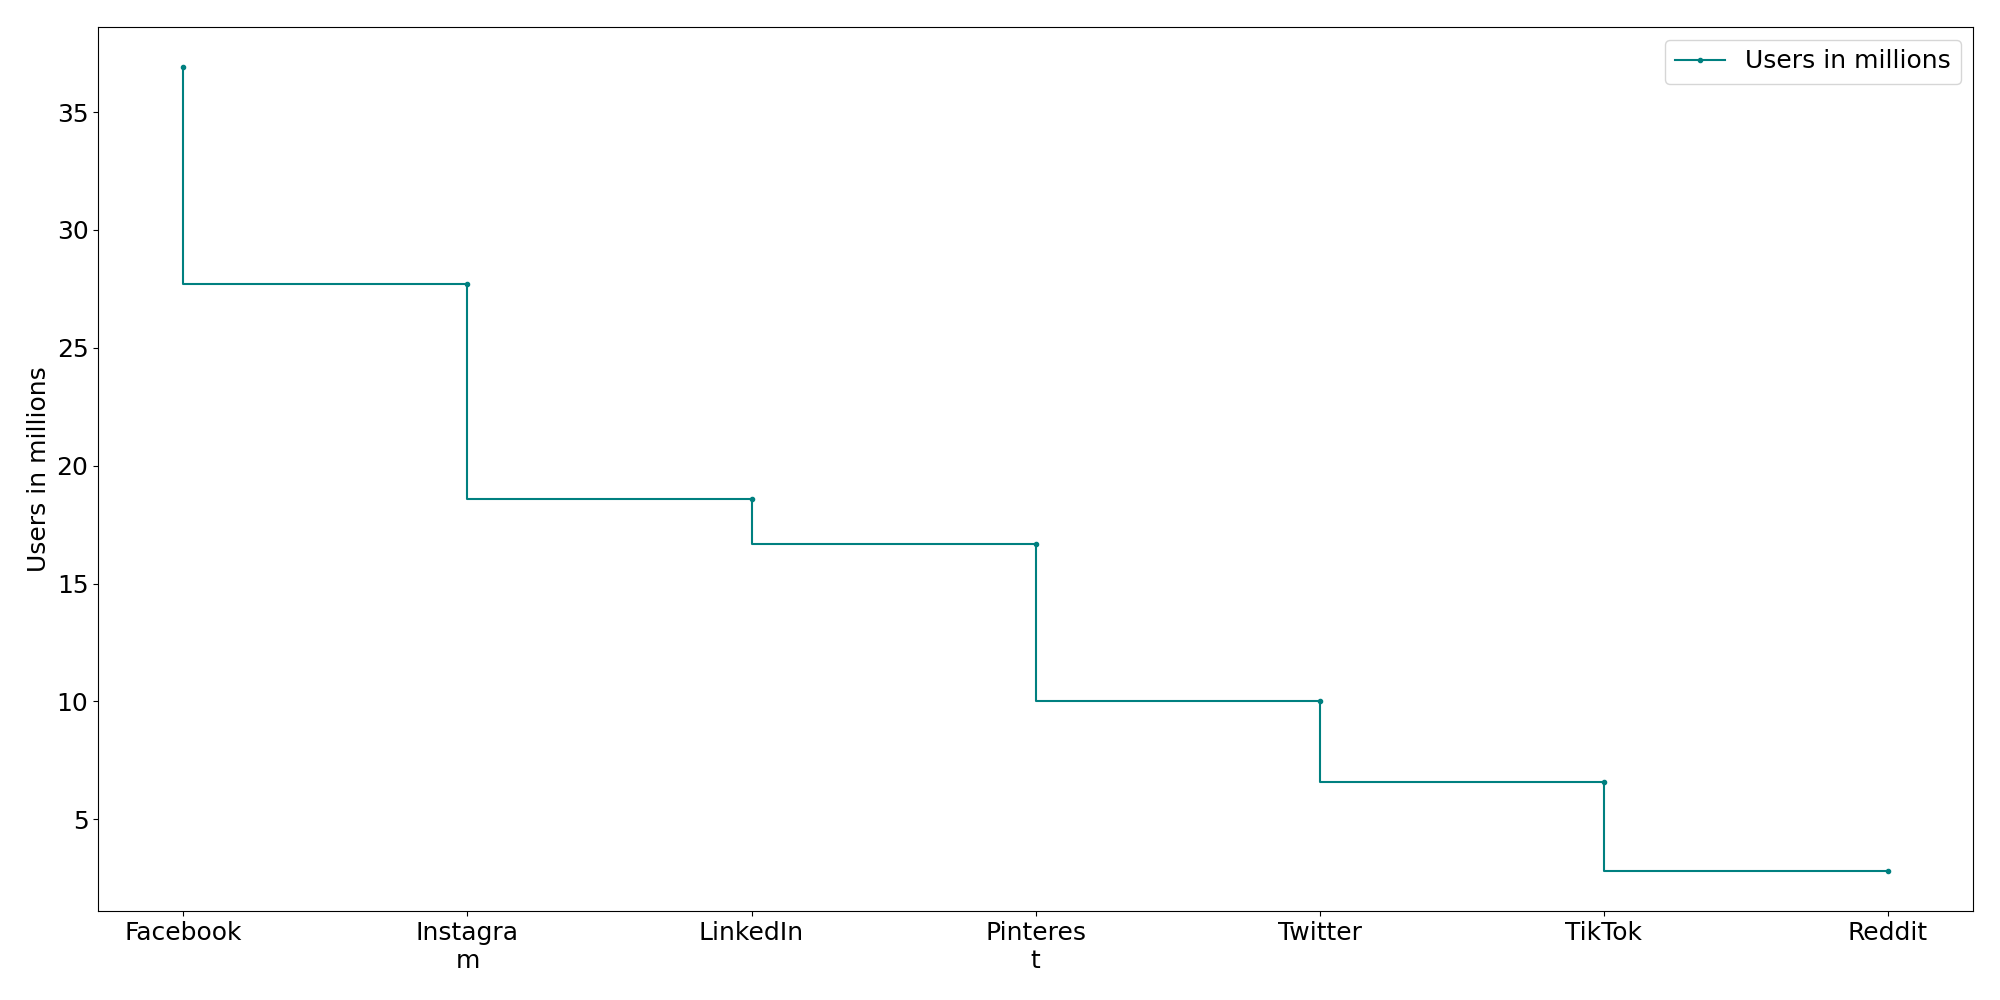 Users in millions
35
30
25
20
15
10
5
Users in millions
Facebook
Instagra
m
LinkedIn
Pinteres
t
Twitter
TikTok
Reddit